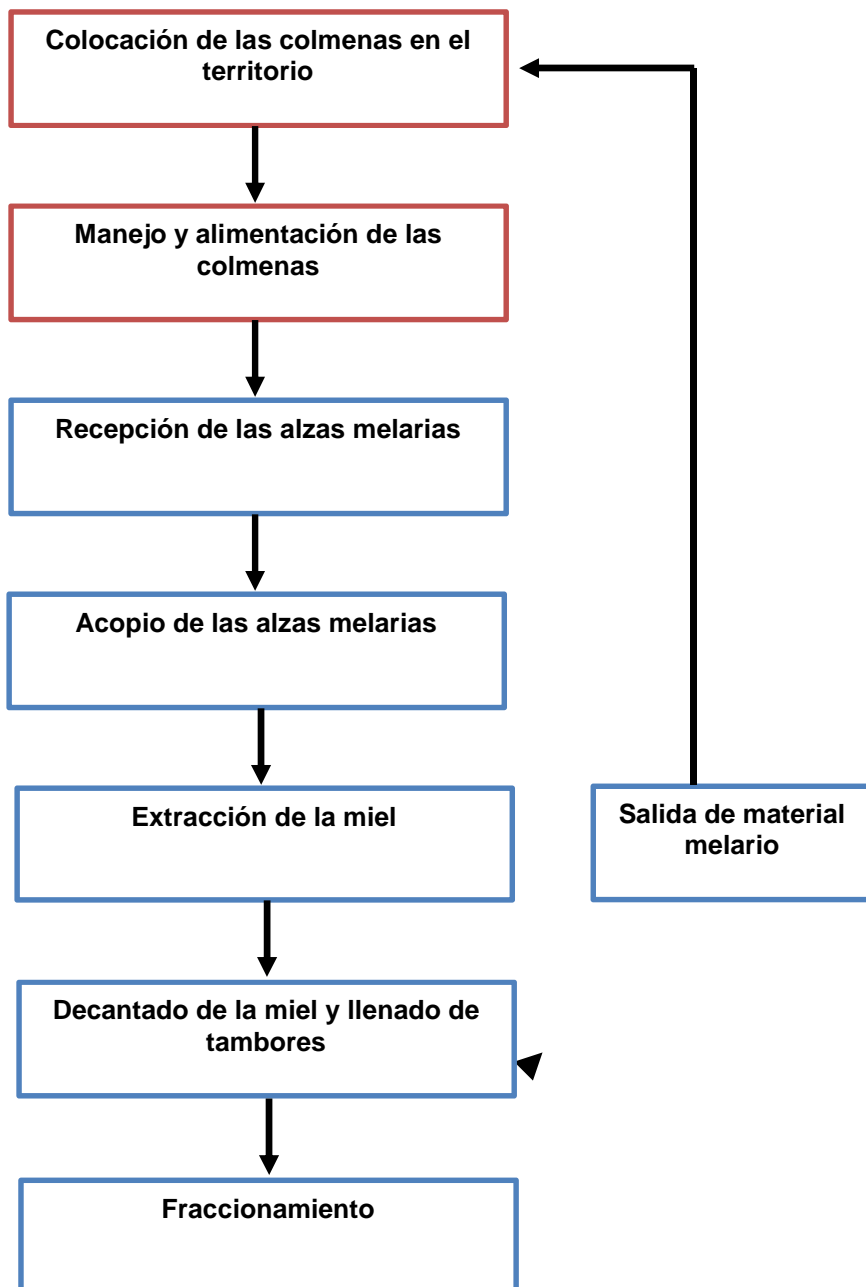 Colocación de las colmenas en el
territorio
Manejo y alimentación de las
colmenas
Recepción de las alzas melarias
Acopio de las alzas melarias
Extracción de la miel
Salida de material
melario
Decantado de la miel y llenado de
tambores
Fraccionamiento